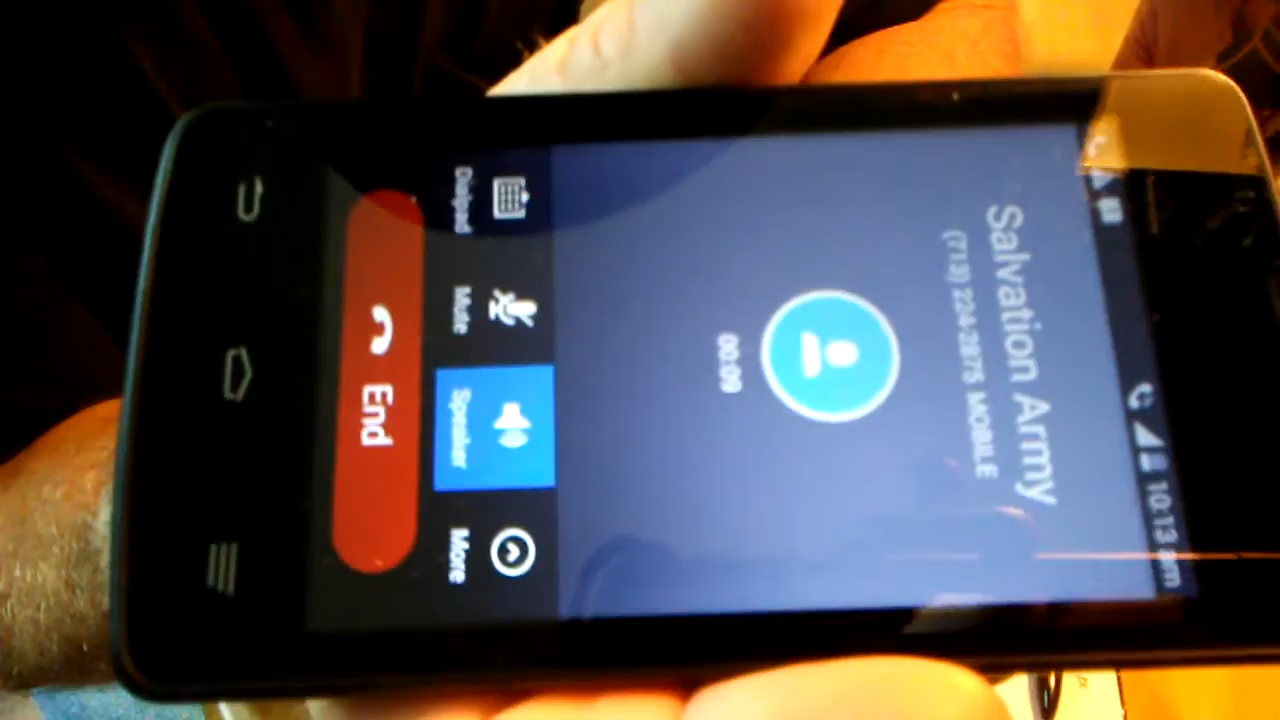 10:13 am
Salvation Army
(713) 224-2875 MOBILE
00:09
Dialpad
Mute
Speaker
More
End